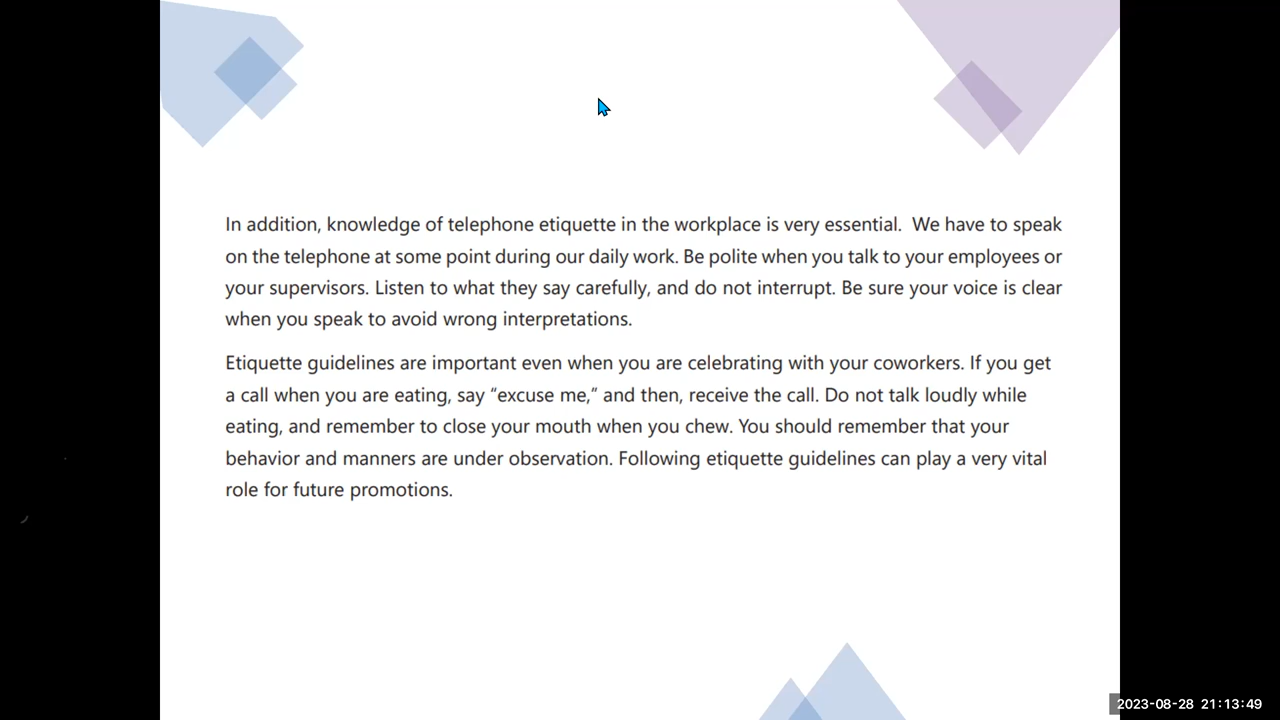 In addition, knowledge of telephone etiquette in the workplace is very essential.  We have to speak
on the telephone at some point during our daily work. Be polite when you talk to your employees or
your supervisors. Listen to what they say carefully, and do not interrupt. Be sure your voice is clear
when you speak to avoid wrong interpretations.
Etiquette guidelines are important even when you are celebrating with your coworkers. If you get
a call when you are eating, say “excuse me,” and then, receive the call. Do not talk loudly while
eating, and remember to close your mouth when you chew. You should remember that your
behavior and manners are under observation. Following etiquette guidelines can play a very vital
role for future promotions.
2023-08-28 21:13:49